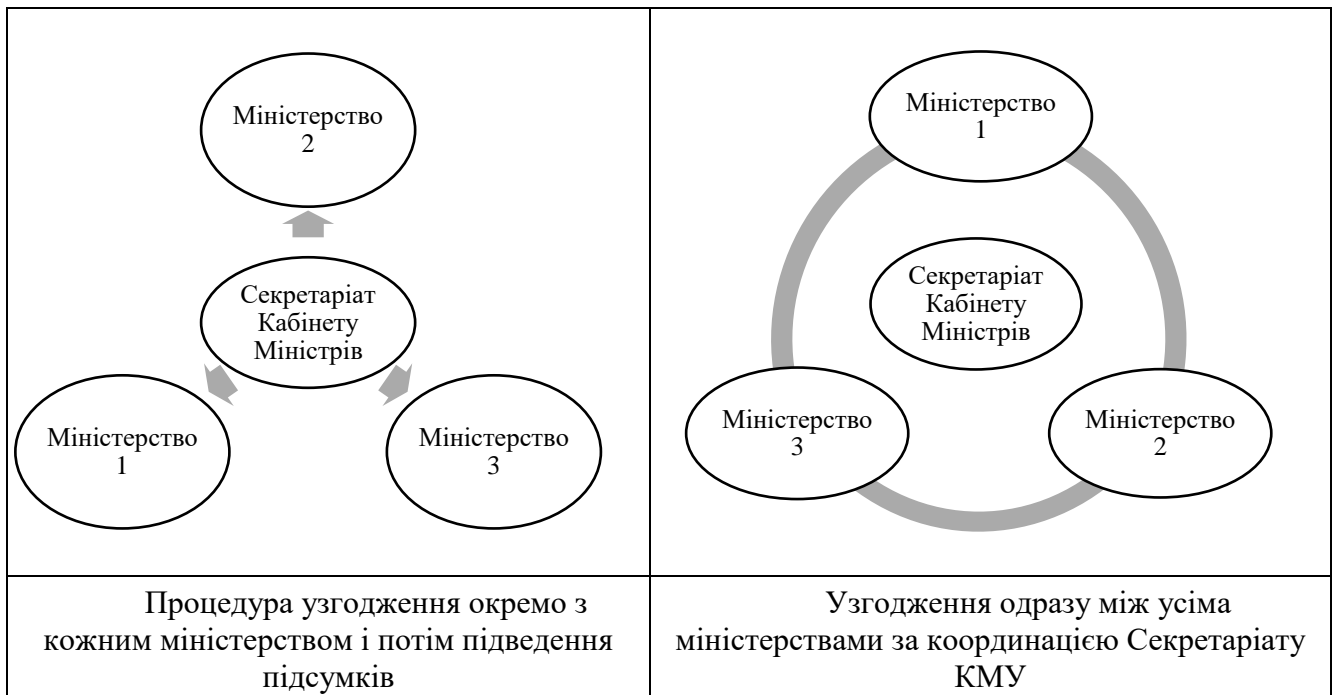 Міністерство
2
Секретаріат
Кабінету
Міністрів
Міністерство
1
Міністерство
3
Міністерство
1
Секретаріат
Кабінету
Міністрів
Міністерство
3
Міністерство
2
Процедура узгодження окремо з
кожним міністерством і потім підведення
підсумків
Узгодження одразу між усіма
міністерствами за координацією Секретаріату
КМУ